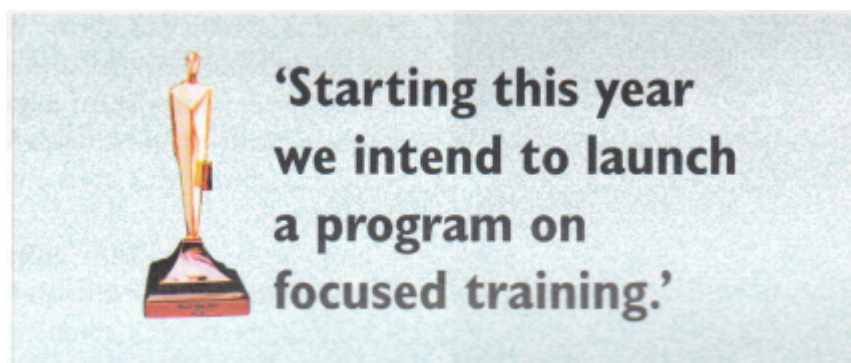 ‘Starting this year
we intend to launch
a program on
focused training.’